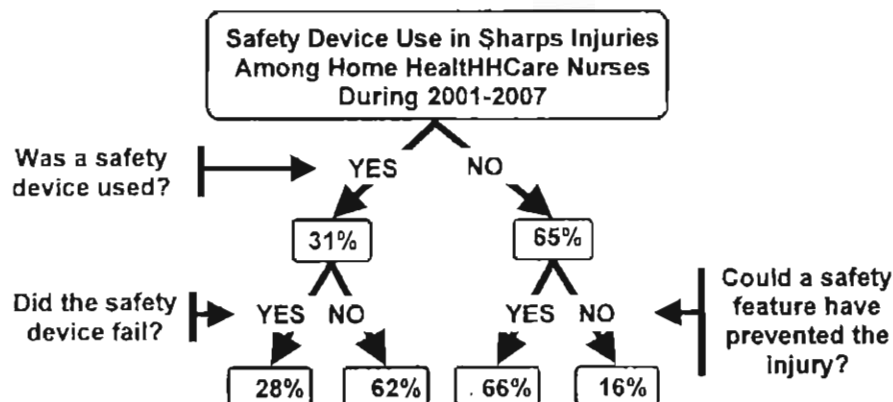 Safety Device Use in Sharps Injuries
Among Home HealtHHCare Nurses
During 2001-2007
Was a safety
device used?
YES
NO
31%
65%
Did the safety
device fail?
YES
NO
YES
NO
Could a safety
feature have
prevented the
injury?
28%
62%
66%
16%